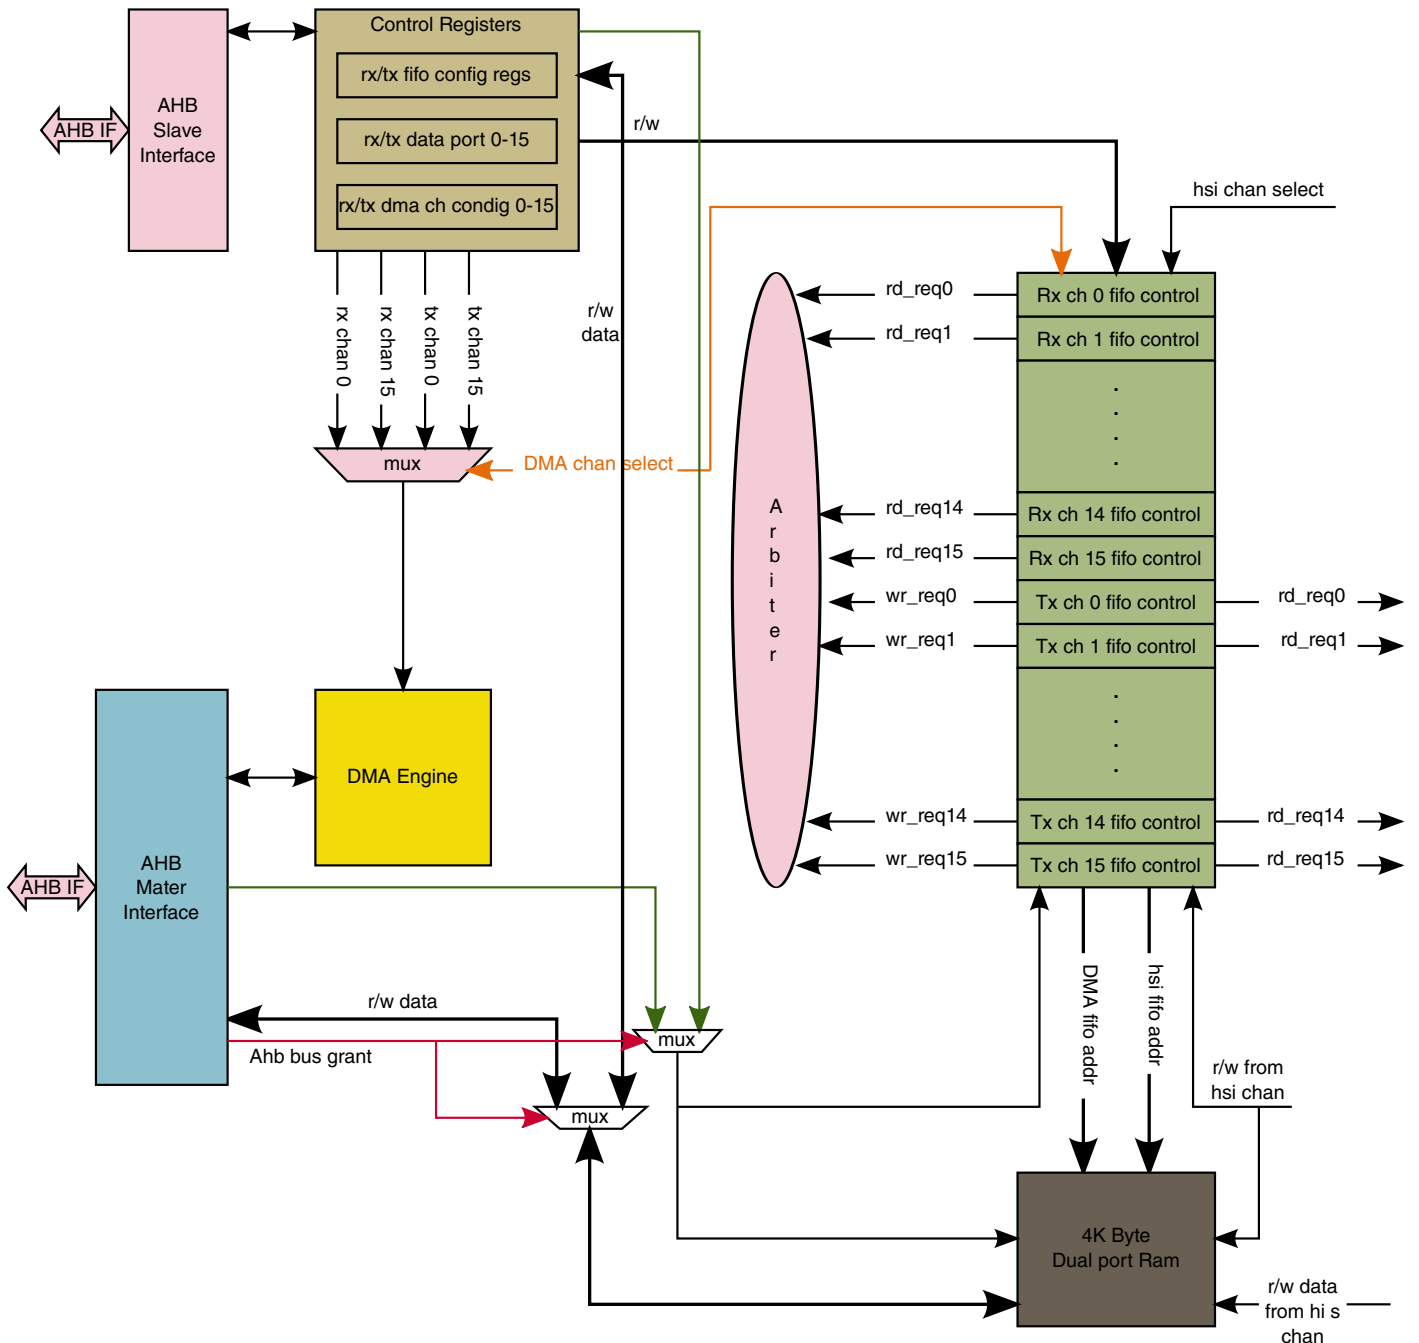 Control Registers
rx/tx fifo config regs
rx/tx data port 0-15
rx/tx dma ch condig 0-15
AHB
Slave
Interface
AHB IF
r/w
hsi chan select
rx chan 0
rx chan 15
tx chan 0
tx chan 15
r/w
data
mux
DMA chan select
rd_req0
rd_req1
rd_req14
rd_req15
wr_req0
wr_req1
wr_req14
wr_req15
Arbiter
Rx ch 0 fifo control
Rx ch 1 fifo control
.
.
.
.
Rx ch 14 fifo control
Rx ch 15 fifo control
Tx ch 0 fifo control
Tx ch 1 fifo control
.
.
.
.
Tx ch 14 fifo control
Tx ch 15 fifo control
rd_req0
rd_req1
rd_req14
rd_req15
DMA Engine
AHB
Mater
Interface
AHB IF
r/w data
Ahb bus grant
mux
mux
DMA fifo addr
hsi fifo addr
r/w from
hsi chan
4K Byte
Dual port Ram
r/w data
from hi s
chan